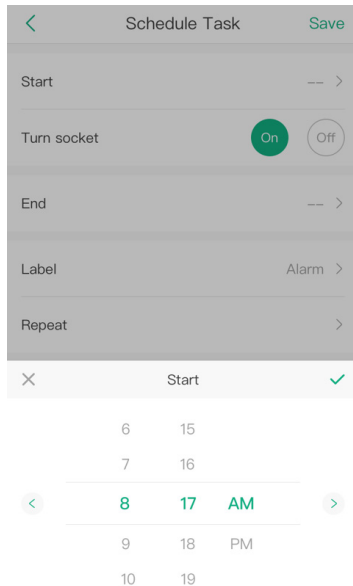 Schedule Task Save
Start -- >
Turn socket On Off
End -- >
Label Alarm >
Repeat >
Start
6 15
7 16
8 17 AM
9 18 PM
10 19